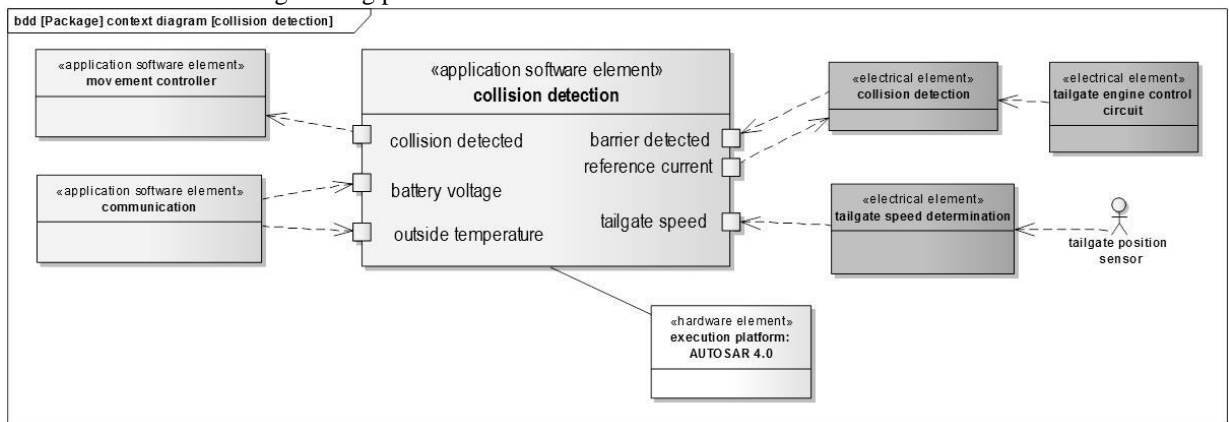 bdd [Package] context diagram [collision detection]
«application software element»
movement controller
«application software element»
communication
«application software element»
collision detection
collision detected
battery voltage
outside temperature
barrier detected
reference current
tailgate speed
«electrical element»
collision detection
«electrical element»
tailgate engine control
circuit
«electrical element»
tailgate speed determination
tailgate position
sensor
«hardware element»
execution platform:
AUTOSAR 4.0